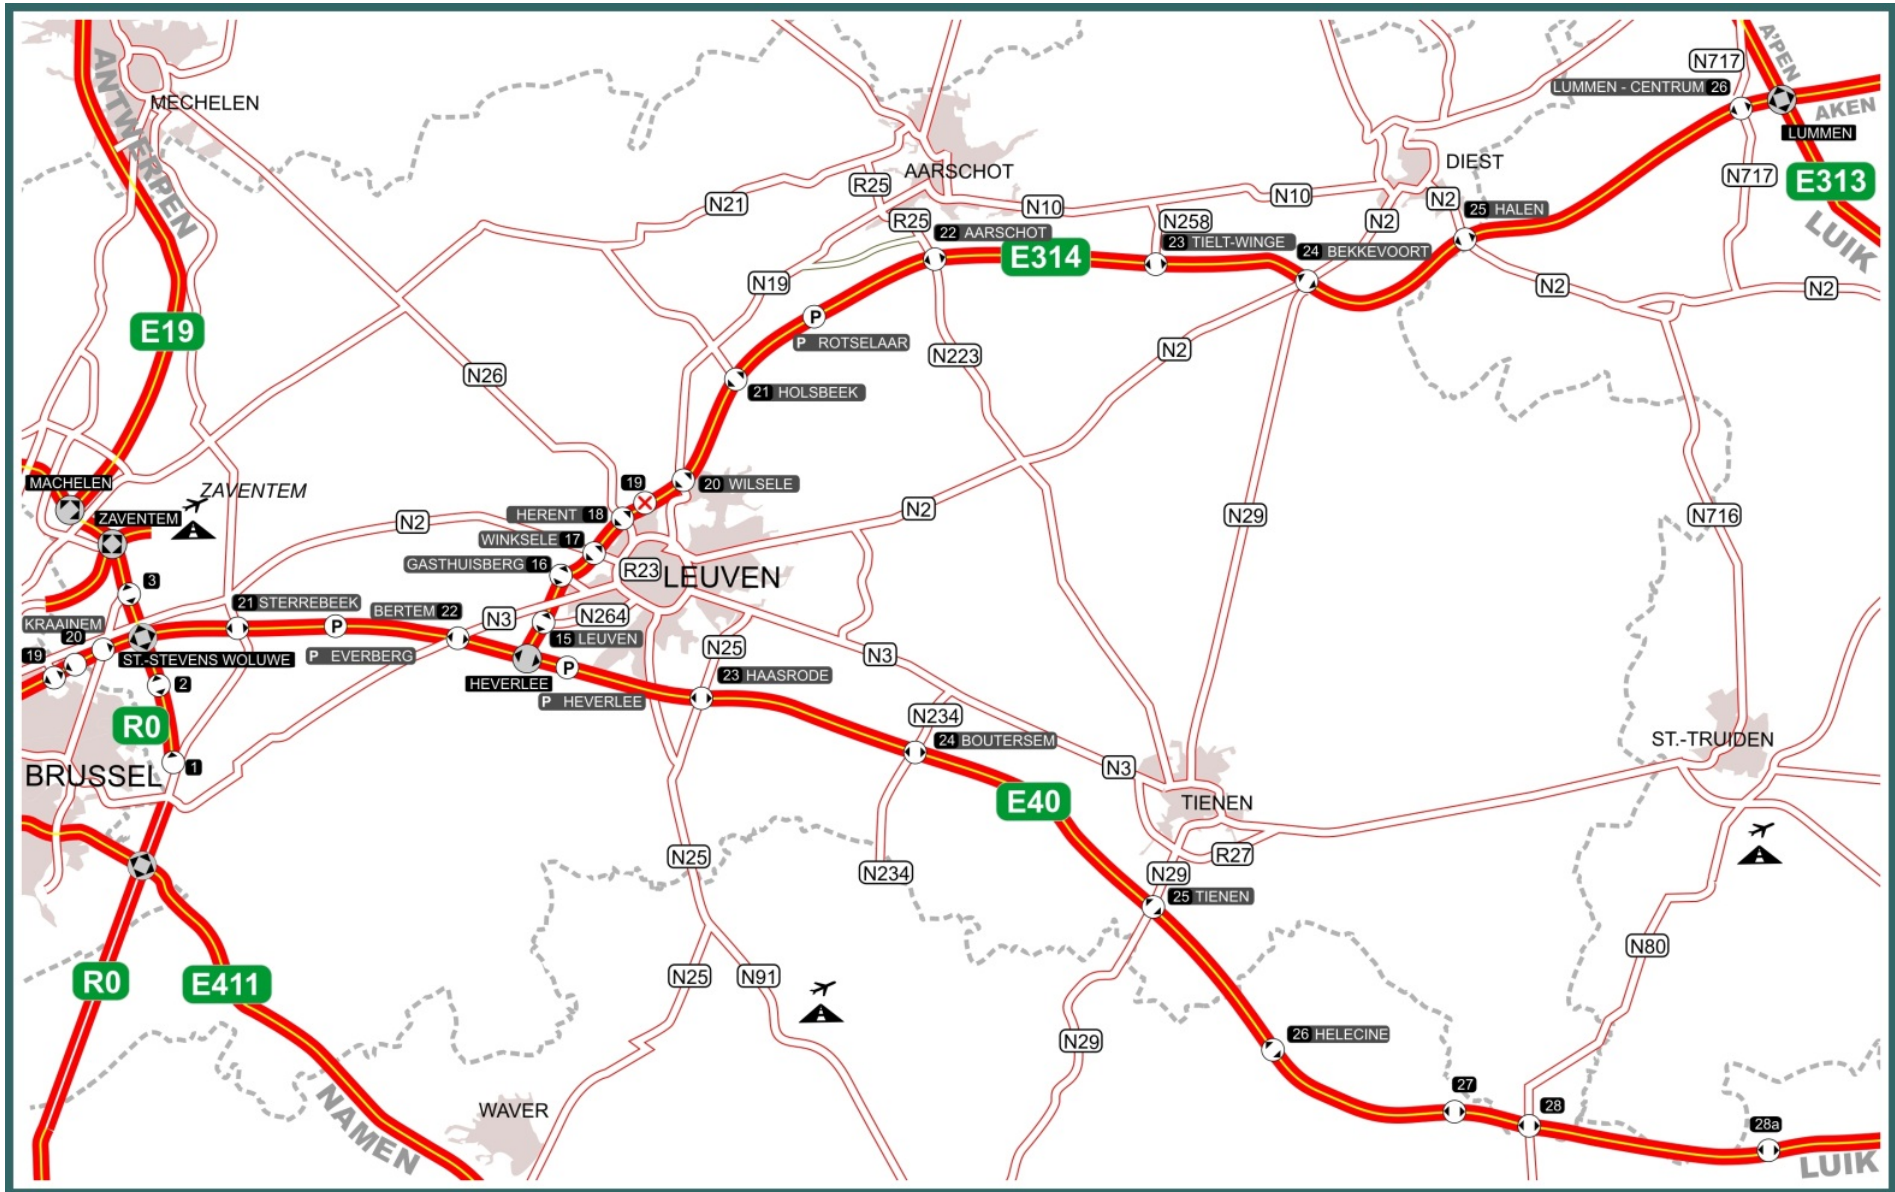 ANTWERPEN
MECHELEN
A'PEN
N717
LUMMEN - CENTRUM 26
AKEN
LUMMEN
AARSCHOT
DIEST
N717
E313
R25
N21
N10
N10
N2
25 HALEN
R25
N258
N2
22 AARSCHOT
23 TIELT-WINGE
24 BEKKEVOORT
LUIK
E314
N19
N2
N2
E19
P
P ROTSELAAR
N223
N2
N26
21 HOLSBEEK
MACHELEN
ZAVENTEM
19
20 WILSELE
ZAVENTEM
N2
HERENT 18
N2
N29
N716
WINKSELE 17
GASTHUISBERG 16
R23
LEUVEN
3
21 STERREBEEK
BERTEM 22
N3
N264
KRAAINEM
20
P
15 LEUVEN
19
ST.-STEVENS WOLUWE
P EVERBERG
N25
N3
P
HEVERLEE
23 HAASRODE
2
P HEVERLEE
R0
N234
24 BOUTERSEM
ST.-TRUIDEN
1
BRUSSEL
N3
E40
TIENEN
N25
R27
N234
N29
25 TIENEN
N80
R0
E411
N25
N91
26 HELECINE
N29
27
NAMEN
WAVER
28
28a
LUIK